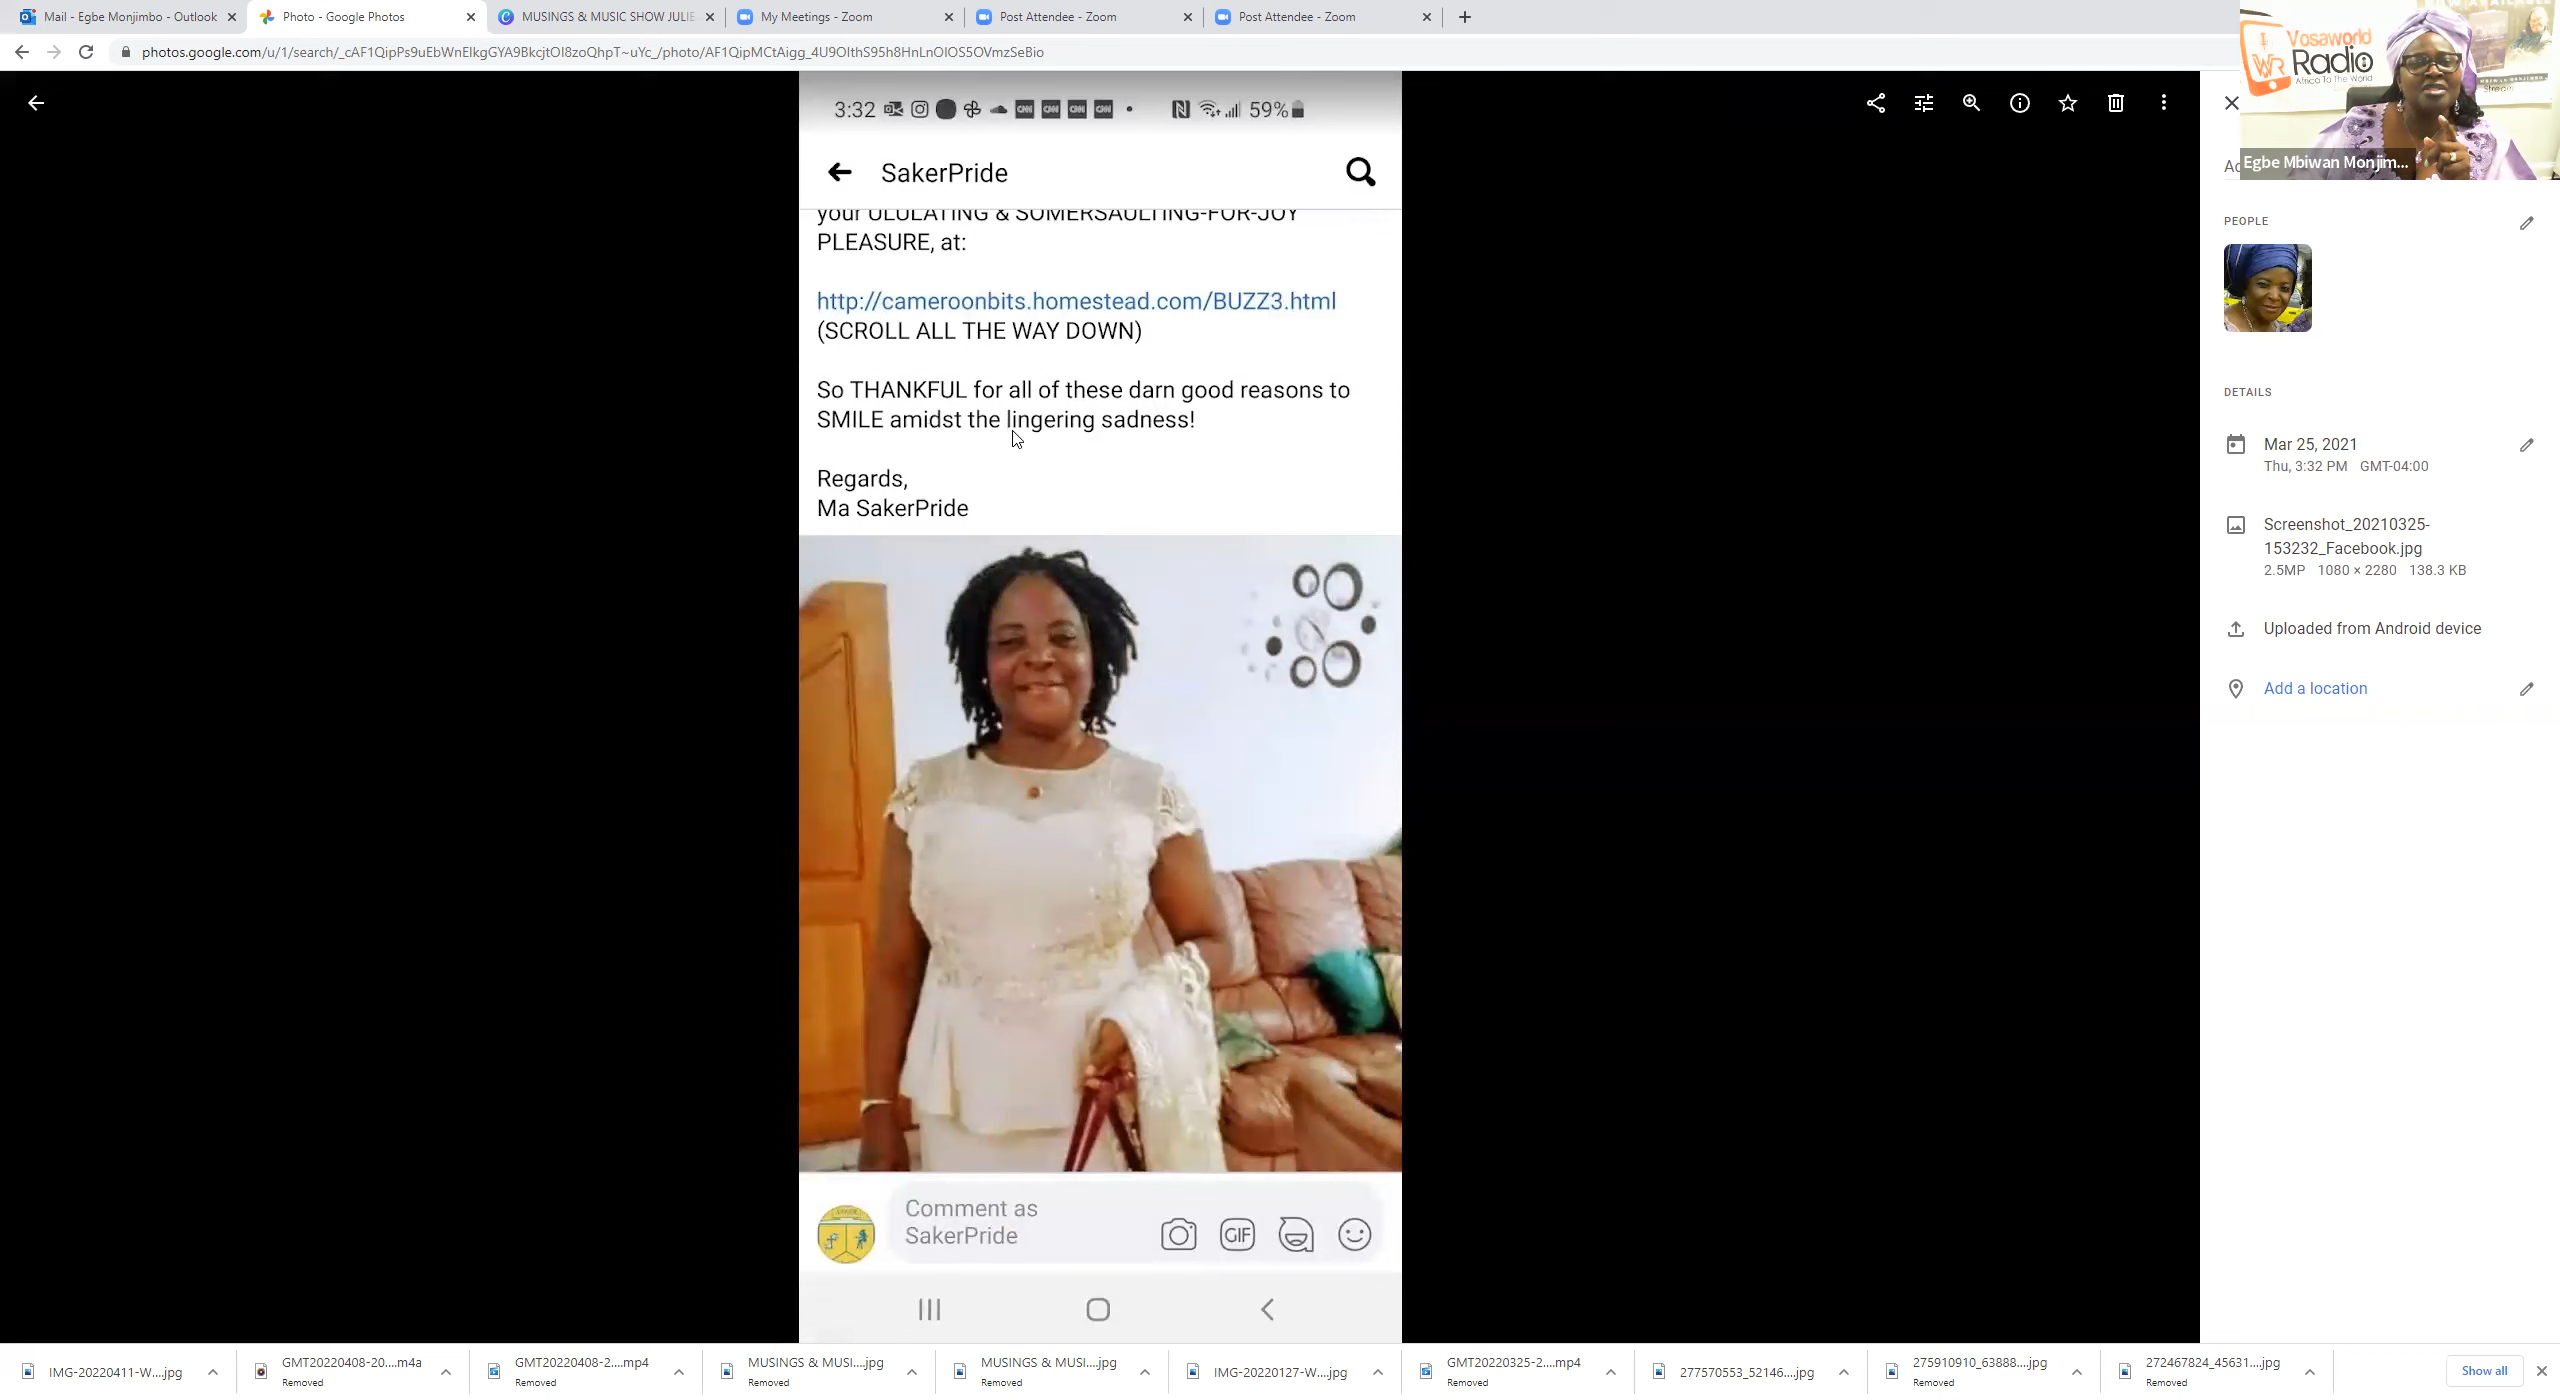 Mail - Egbe Monjimbo - Outlook
Photo - Google Photos
MUSINGS & MUSIC SHOW JULIE
My Meetings - Zoom
Post Attendee - Zoom
Post Attendee - Zoom
photos.google.com/u/1/search/_cAF1QipPs9uEbWnElkgGYA9BkcjtOI8zoQhpT~uYc_/photo/AF1QipMCtAigg_4U9OIthS95h8HnLnOIOS5OVmzSeBio
Vosaworld
Radio
Africa To The World
WR
Stream
Egbe Mbiwan Monjim...
3:32
59%
SakerPride
your ULULATING & SOMERSAULTING-FOR-JOY
PLEASURE, at:
http://cameroonbits.homestead.com/BUZZ3.html
(SCROLL ALL THE WAY DOWN)
So THANKFUL for all of these darn good reasons to
SMILE amidst the lingering sadness!
Regards,
Ma SakerPride
Comment as
SakerPride
GIF
PEOPLE
DETAILS
Mar 25, 2021
Thu, 3:32 PM GMT-04:00
Screenshot_20210325-
153232_Facebook.jpg
2.5MP 1080 × 2280 138.3 KB
Uploaded from Android device
Add a location
IMG-20220411-W....jpg
GMT20220408-20....m4a
Removed
GMT20220408-2....mp4
Removed
MUSINGS & MUSI....jpg
Removed
MUSINGS & MUSI....jpg
Removed
IMG-20220127-W....jpg
GMT20220325-2....mp4
Removed
277570553_52146....jpg
275910910_63888....jpg
Removed
272467824_45631....jpg
Removed
Show all